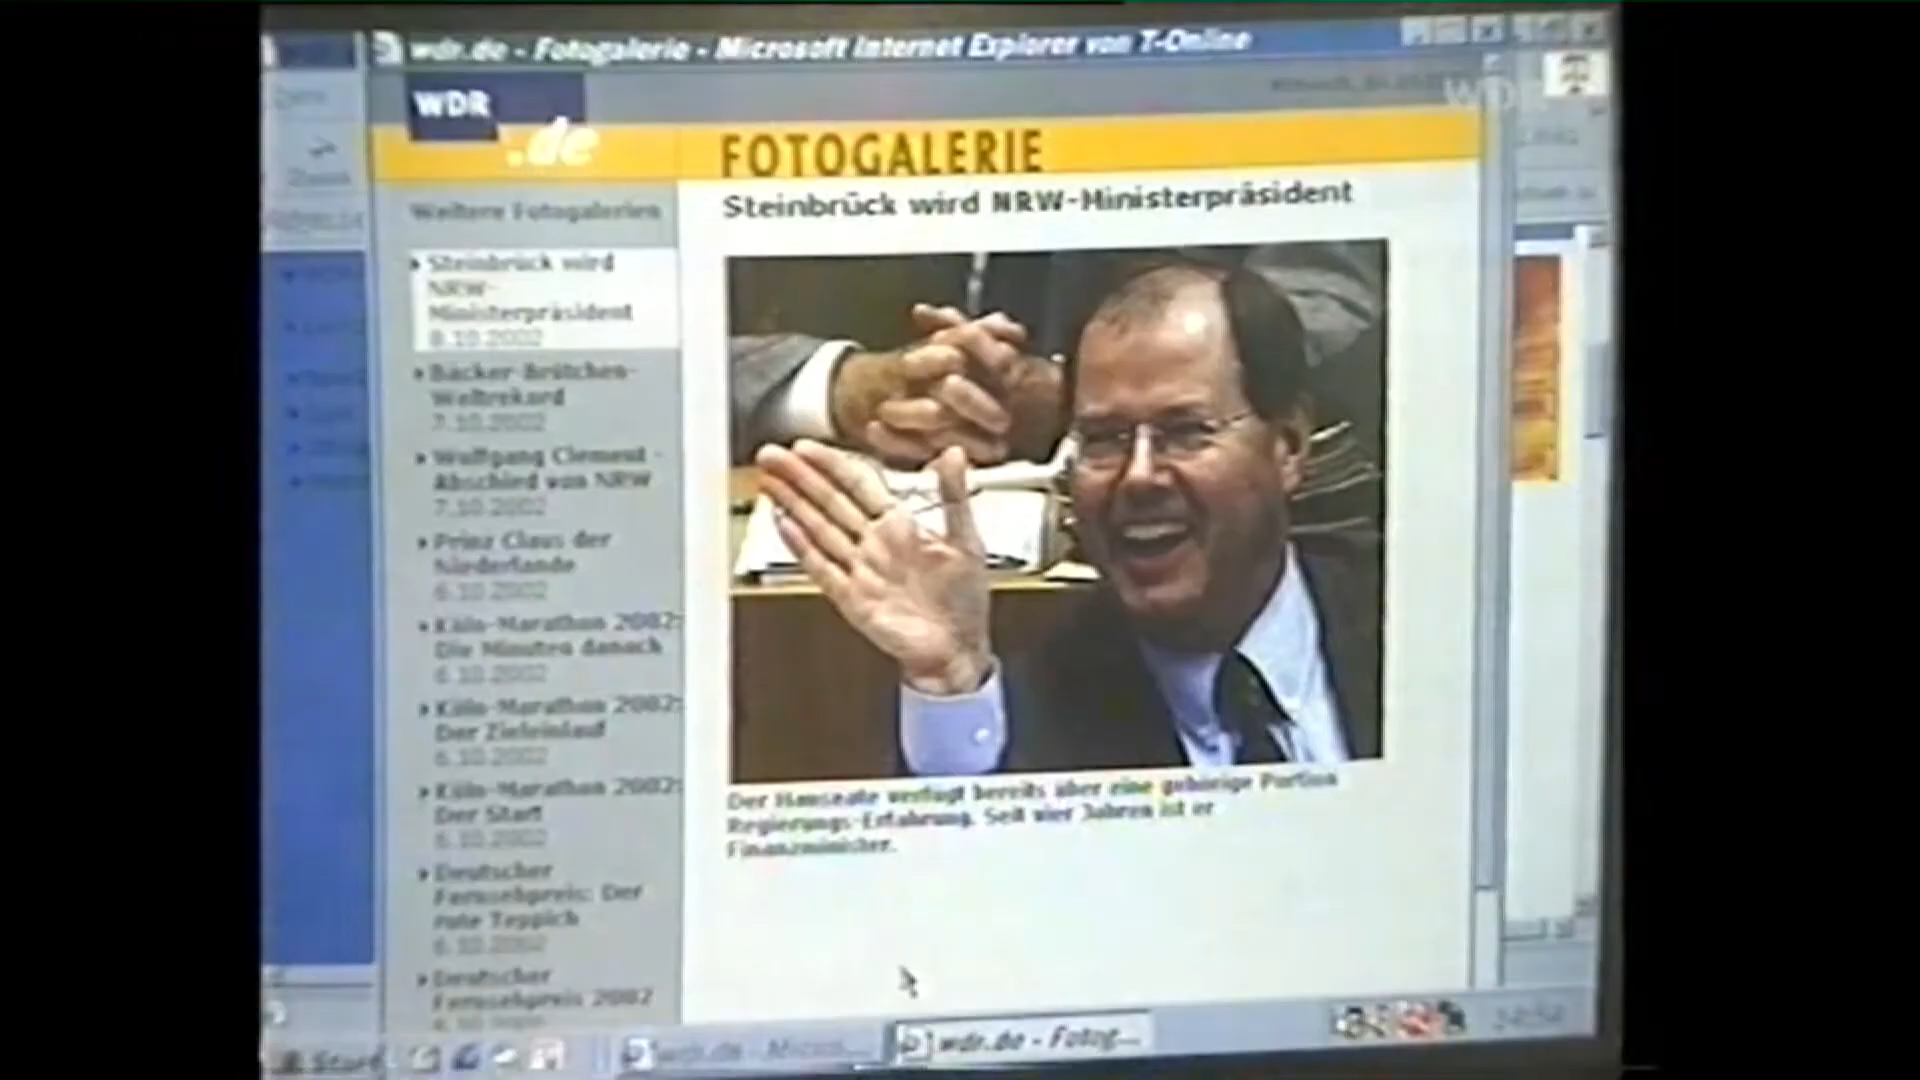 wdr.de - Fotogalerie - Microsoft Internet Explorer von T-Online
WDR
.de
WDR
FOTOGALERIE
Steinbrück wird NRW-Ministerpräsident
Weitere Fotogalerien
Steinbrück wird
NRW-
Ministerpräsident
8.10.2002
Bäcker-Brötchen-
Weltrekord
7.10.2002
Wolfgang Clement -
Abschied von NRW
7.10.2002
Prinz Claus der
Niederlande
6.10.2002
Köln-Marathon 2002:
Die Minuten danach
6.10.2002
Köln-Marathon 2002:
Der Zieleinlauf
6.10.2002
Köln-Marathon 2002:
Der Start
6.10.2002
Deutscher
Fernsehpreis: Der
rote Teppich
6.10.2002
Deutscher
Fernsehpreis 2002
Der Hanseate verfügt bereits über eine gehörige Portion
Regierungs-Erfahrung. Seit vier Jahren ist er
Finanzminister.
Start
wdr.de - Micros...
wdr.de - Fotog...